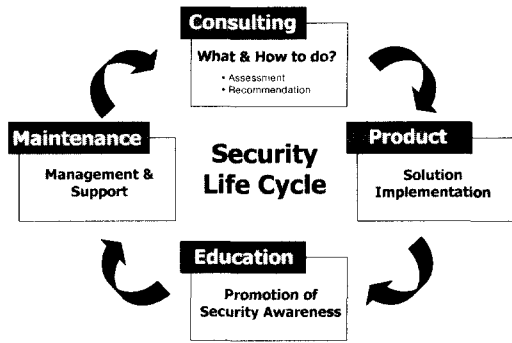 Consulting
What & How to do?
• Assessment
• Recommendation
Maintenance
Management &
Support
Security
Life Cycle
Product
Solution
Implementation
Education
Promotion of
Security Awareness